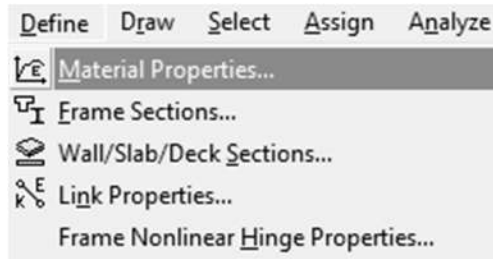 Define Draw Select Assign Analyze
E Material Properties...
Frame Sections...
Wall/Slab/Deck Sections...
E K Link Properties...
Frame Nonlinear Hinge Properties...